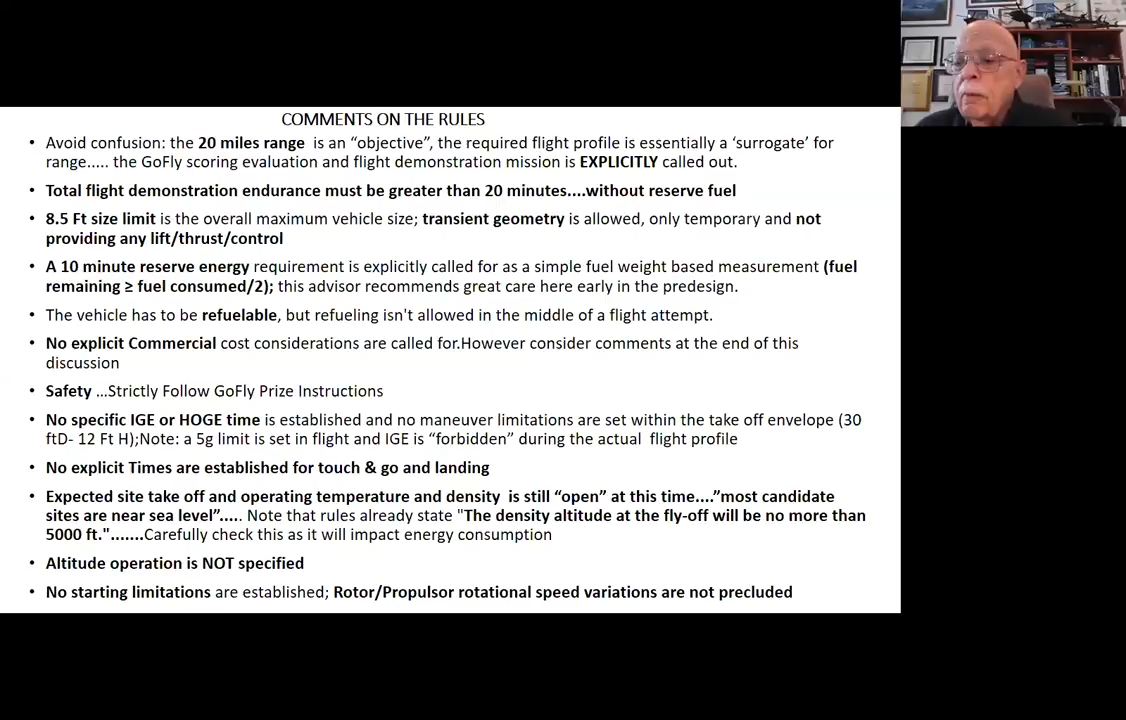 COMMENTS ON THE RULES
• Avoid confusion: the 20 miles range is an “objective”, the required flight profile is essentially a ‘surrogate’ for
range..... the GoFly scoring evaluation and flight demonstration mission is EXPLICITLY called out.
• Total flight demonstration endurance must be greater than 20 minutes....without reserve fuel
• 8.5 Ft size limit is the overall maximum vehicle size; transient geometry is allowed, only temporary and not
providing any lift/thrust/control
• A 10 minute reserve energy requirement is explicitly called for as a simple fuel weight based measurement (fuel
remaining ≥ fuel consumed/2); this advisor recommends great care here early in the predesign.
• The vehicle has to be refuelable, but refueling isn't allowed in the middle of a flight attempt.
• No explicit Commercial cost considerations are called for.However consider comments at the end of this
discussion
• Safety ...Strictly Follow GoFly Prize Instructions
• No specific IGE or HOGE time is established and no maneuver limitations are set within the take off envelope (30
ftD- 12 Ft H);Note: a 5g limit is set in flight and IGE is “forbidden” during the actual flight profile
• No explicit Times are established for touch & go and landing
• Expected site take off and operating temperature and density is still “open” at this time....”most candidate
sites are near sea level”..... Note that rules already state "The density altitude at the fly-off will be no more than
5000 ft.".......Carefully check this as it will impact energy consumption
• Altitude operation is NOT specified
• No starting limitations are established; Rotor/Propulsor rotational speed variations are not precluded